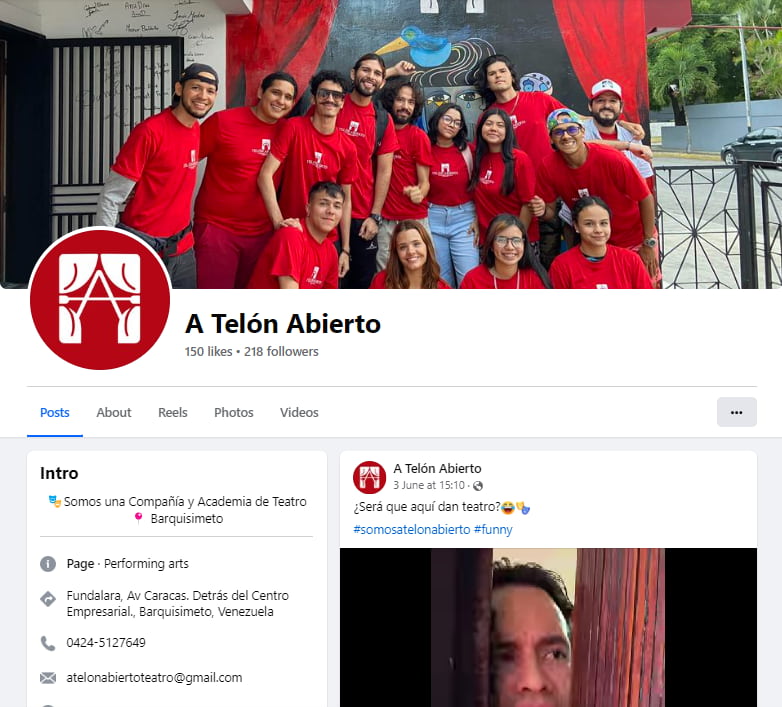 A Telón Abierto
150 likes • 218 followers
Posts
About
Reels
Photos
Videos
Intro
🎭Somos una Compañía y Academia de Teatro
📍 Barquisimeto
Page · Performing arts
Fundalara, Av Caracas. Detrás del Centro
Empresarial., Barquisimeto, Venezuela
0424-5127649
atelonabiertoteatro@gmail.com
A Telón Abierto
3 June at 15:10 ·
¿Será que aquí dan teatro?😂🎭
#somosatelonabierto #funny